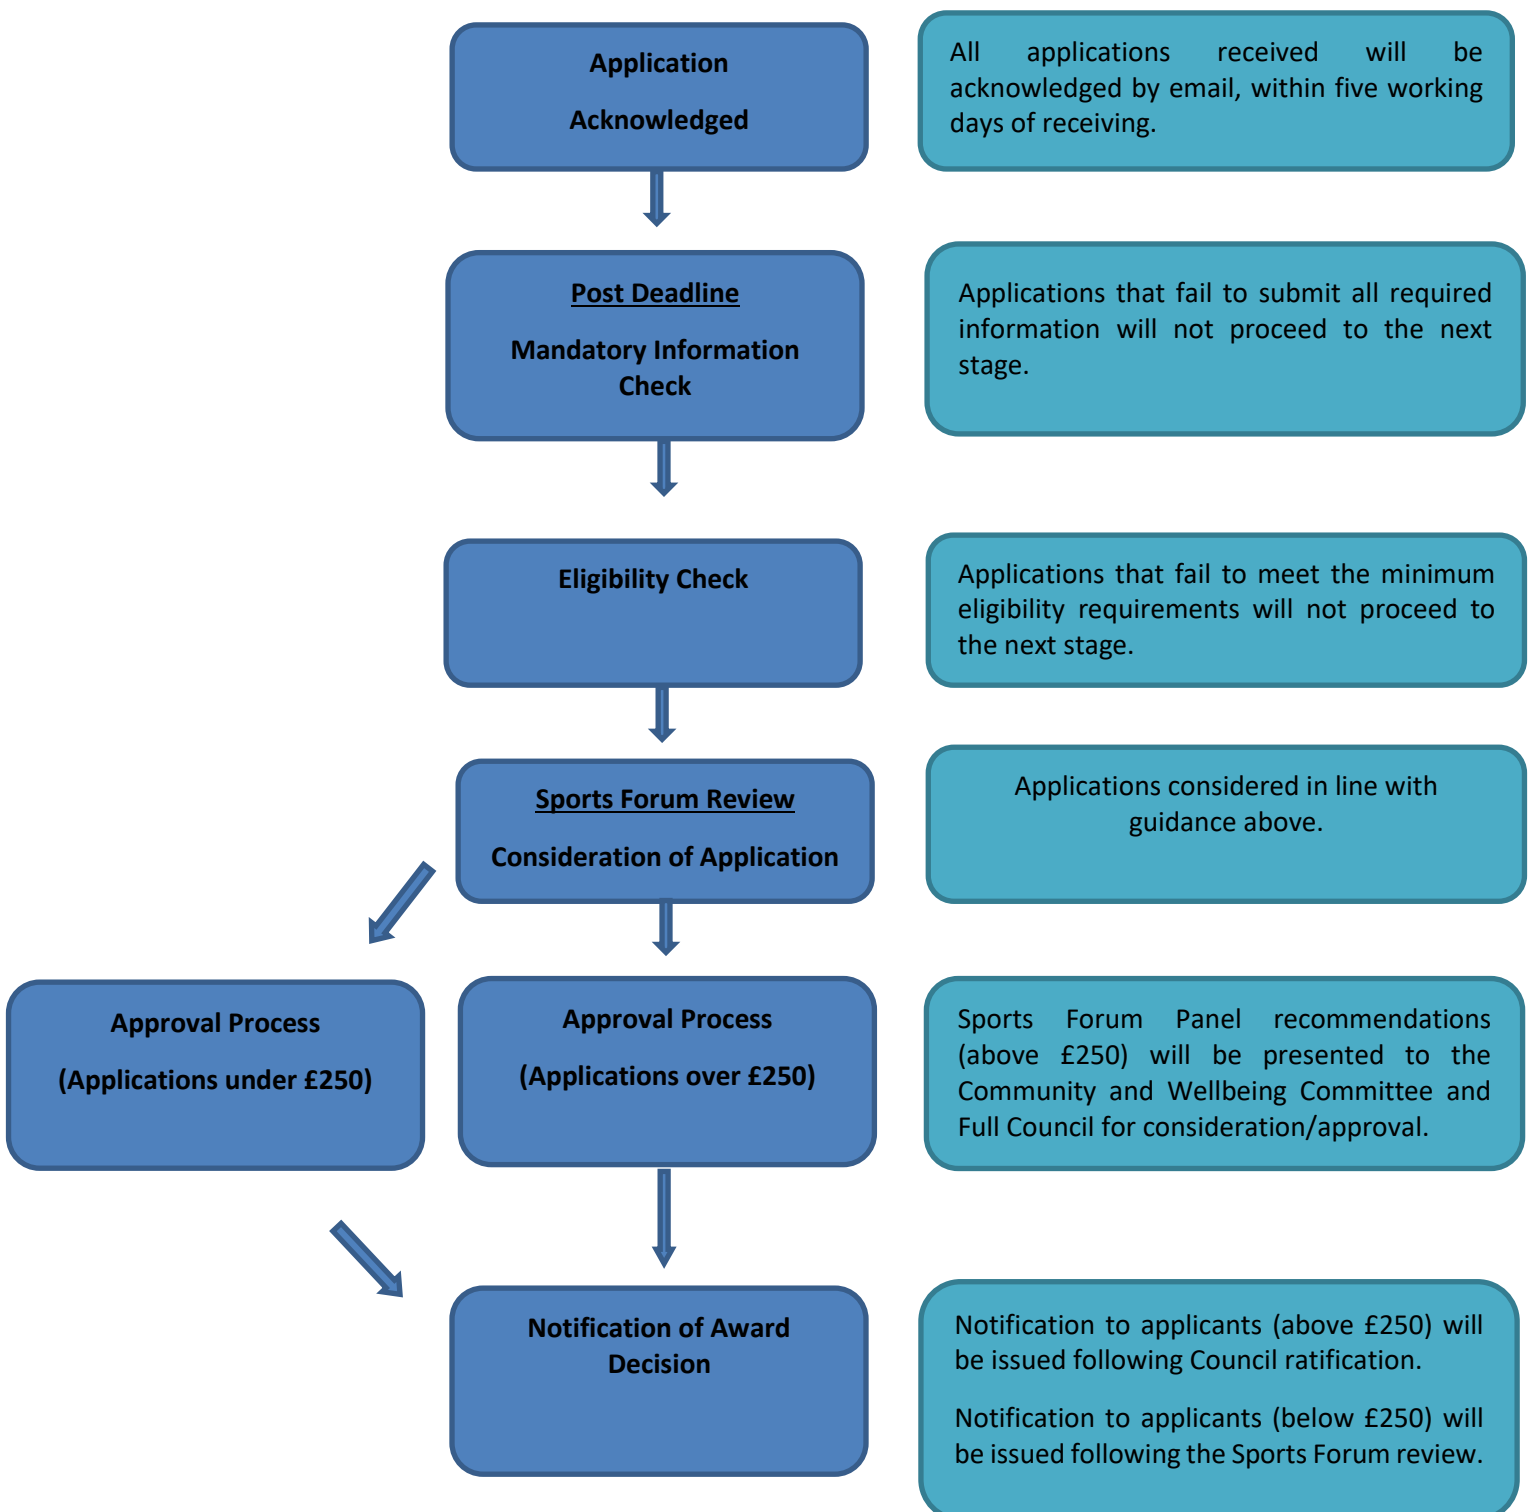 Application
Acknowledged
All applications received will be
acknowledged by email, within five working
days of receiving.
Post Deadline
Mandatory Information
Check
Applications that fail to submit all required
information will not proceed to the next
stage.
Eligibility Check
Applications that fail to meet the minimum
eligibility requirements will not proceed to
the next stage.
Sports Forum Review
Consideration of Application
Applications considered in line with
guidance above.
Approval Process
(Applications under £250)
Approval Process
(Applications over £250)
Sports Forum Panel recommendations
(above £250) will be presented to the
Community and Wellbeing Committee and
Full Council for consideration/approval.
Notification of Award
Decision
Notification to applicants (above £250) will
be issued following Council ratification.
Notification to applicants (below £250) will
be issued following the Sports Forum review.